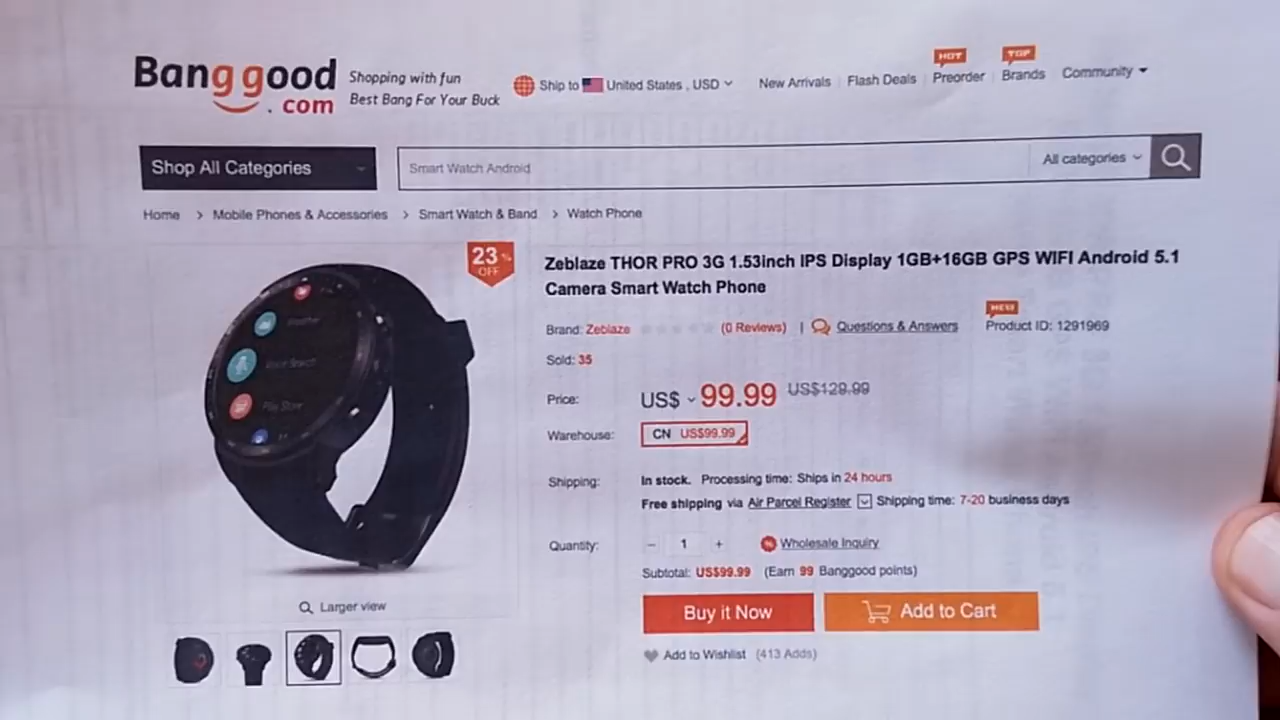 Banggood
.com
Shopping with fun
Best Bang For Your Buck
Ship to United States , USD
New Arrivals
Flash Deals
HOT
Preorder
TOP
Brands
Community
Shop All Categories
Smart Watch Android
All categories
Home > Mobile Phones & Accessories > Smart Watch & Band > Watch Phone
23% OFF
Zeblaze THOR PRO 3G 1.53inch IPS Display 1GB+16GB GPS WIFI Android 5.1
Camera Smart Watch Phone
NEW
Brand: Zeblaze (0 Reviews) | Questions & Answers Product ID: 1291969
Sold: 35
Price: US$ 99.99 US$129.99
Warehouse: CN US$99.99
Shipping: In stock. Processing time: Ships in 24 hours
Free shipping via Air Parcel Register Shipping time: 7-20 business days
Quantity: − 1 + Wholesale Inquiry
Subtotal: US$99.99 (Earn 99 Banggood points)
Buy it Now Add to Cart
Add to Wishlist (413 Adds)
Weather
Voice Search
Play Store
Larger view